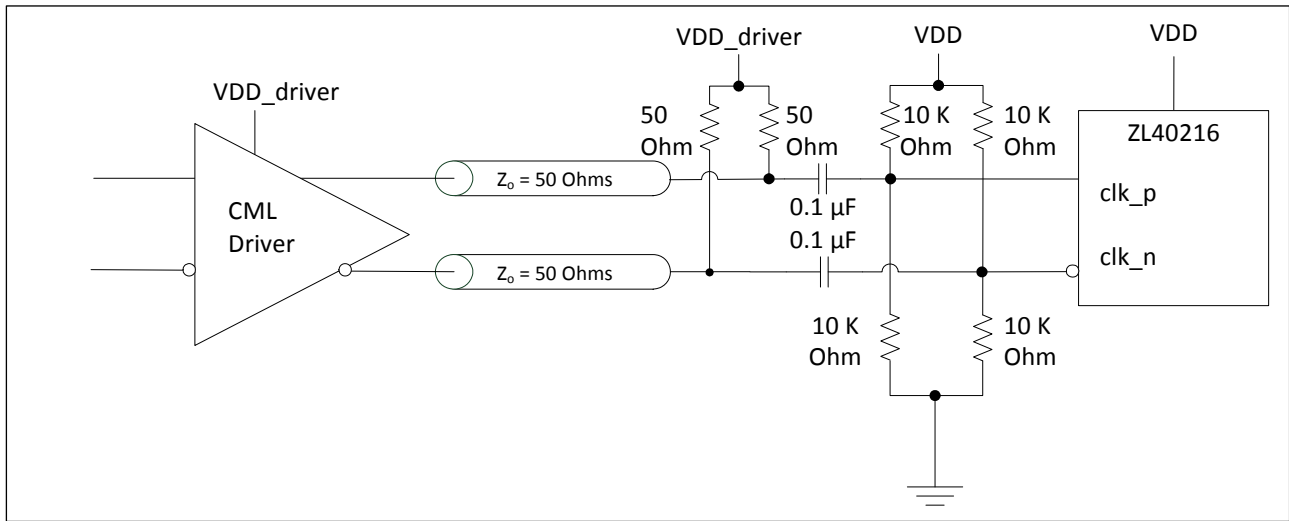 VDD_driver
VDD
VDD
VDD_driver
50
Ohm
50
Ohm
10 K
Ohm
10 K
Ohm
ZL40216
Zo = 50 Ohms
clk_p
CML
Driver
0.1 µF
0.1 µF
Zo = 50 Ohms
clk_n
10 K
Ohm
10 K
Ohm